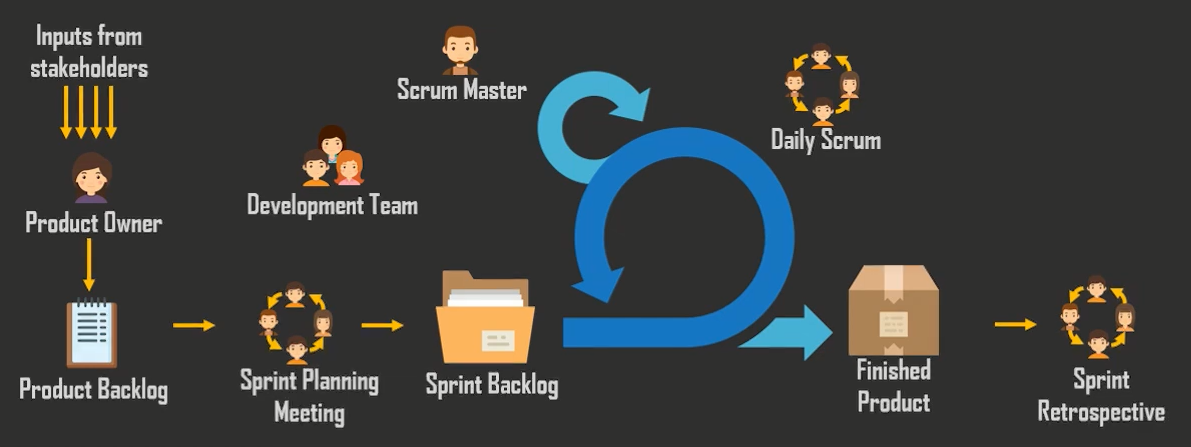 Inputs from
stakeholders
Scrum Master
Daily Scrum
Development Team
Product Owner
Product Backlog
Sprint Planning
Meeting
Sprint Backlog
Finished
Product
Sprint
Retrospective